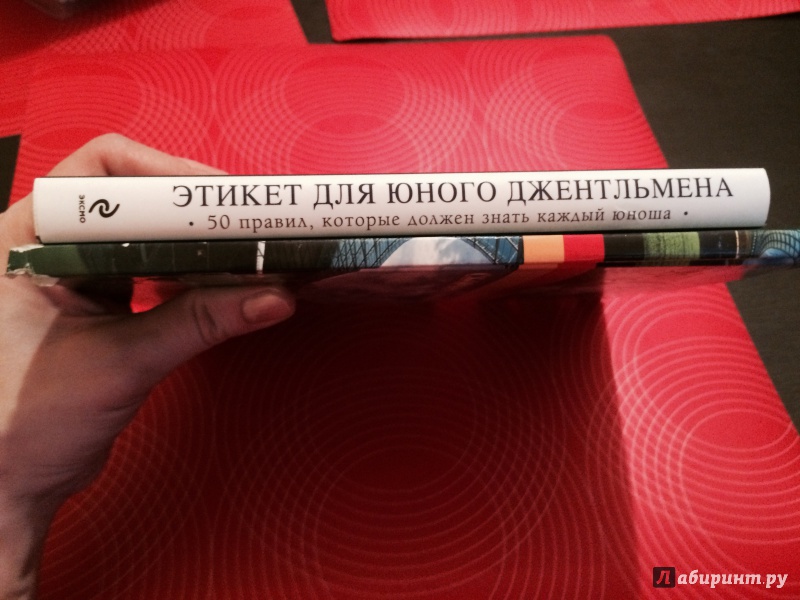 ЭКСМО
ЭТИКЕТ ДЛЯ ЮНОГО ДЖЕНТЛЬМЕНА
• 50 правил, которые должен знать каждый юноша •
Лабиринт.ру